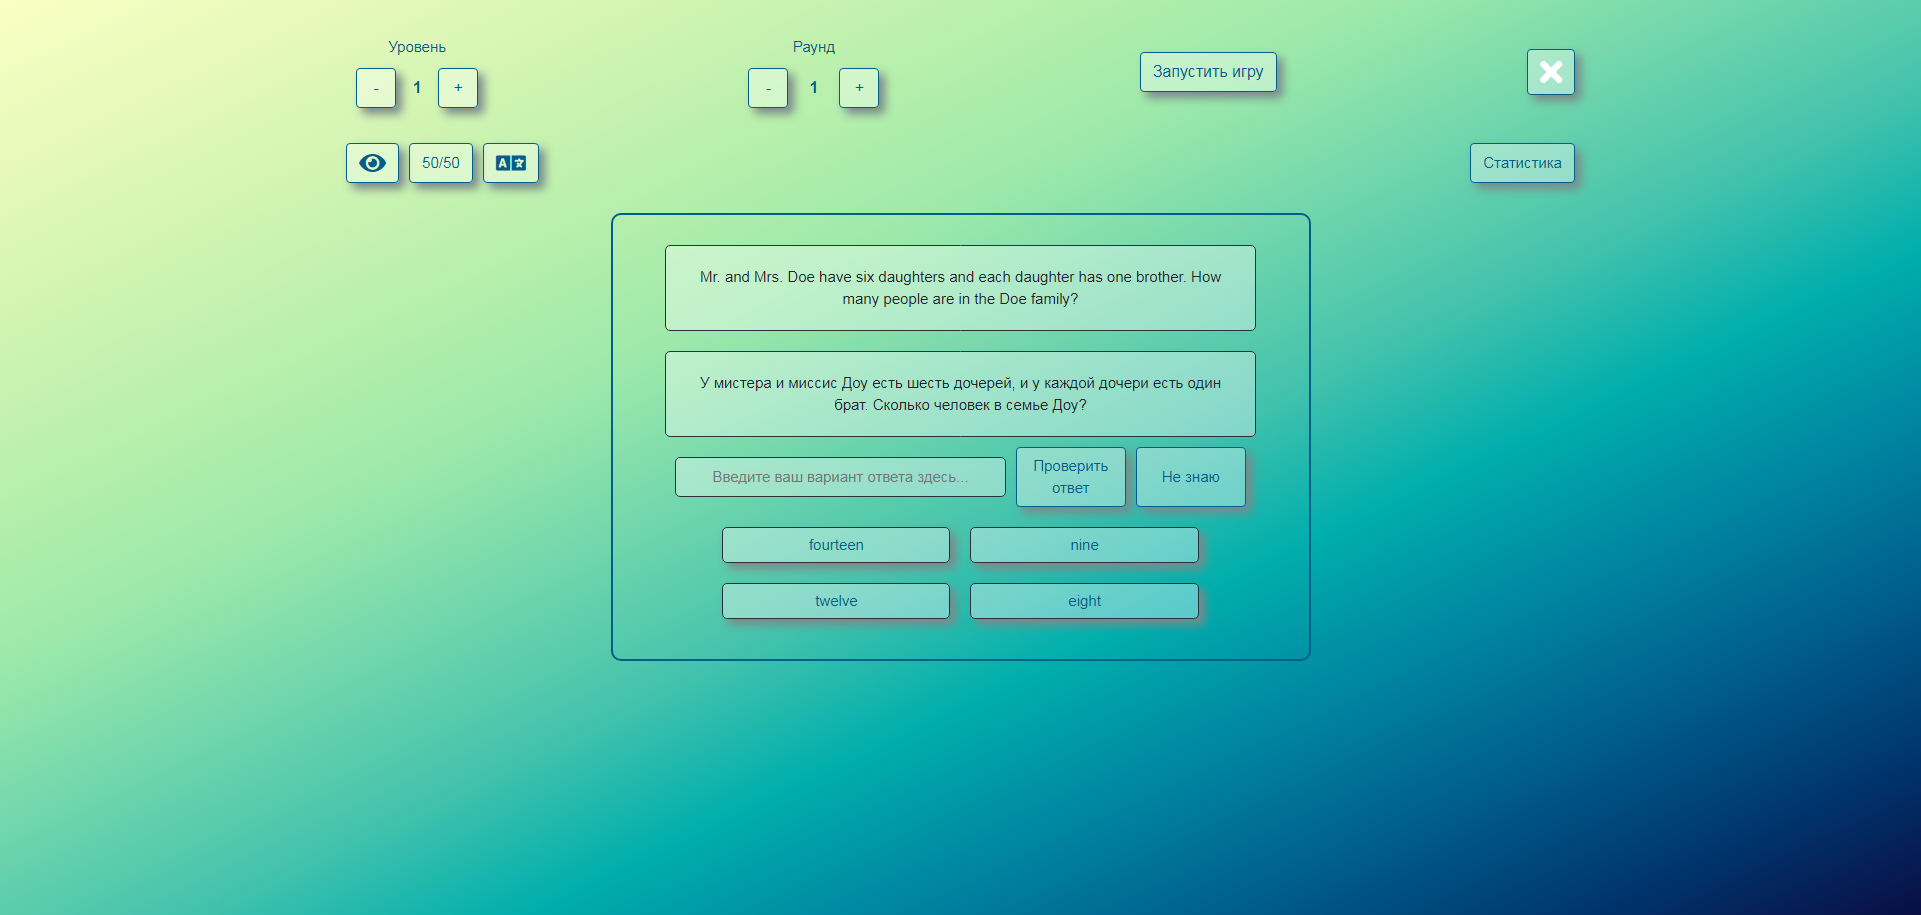 Уровень
Раунд
- 1 +
- 1 +
Запустить игру
50/50
Статистика
Mr. and Mrs. Doe have six daughters and each daughter has one brother. How
many people are in the Doe family?
У мистера и миссис Доу есть шесть дочерей, и у каждой дочери есть один
брат. Сколько человек в семье Доу?
Введите ваш вариант ответа здесь...
Проверить
ответ
Не знаю
fourteen
nine
twelve
eight